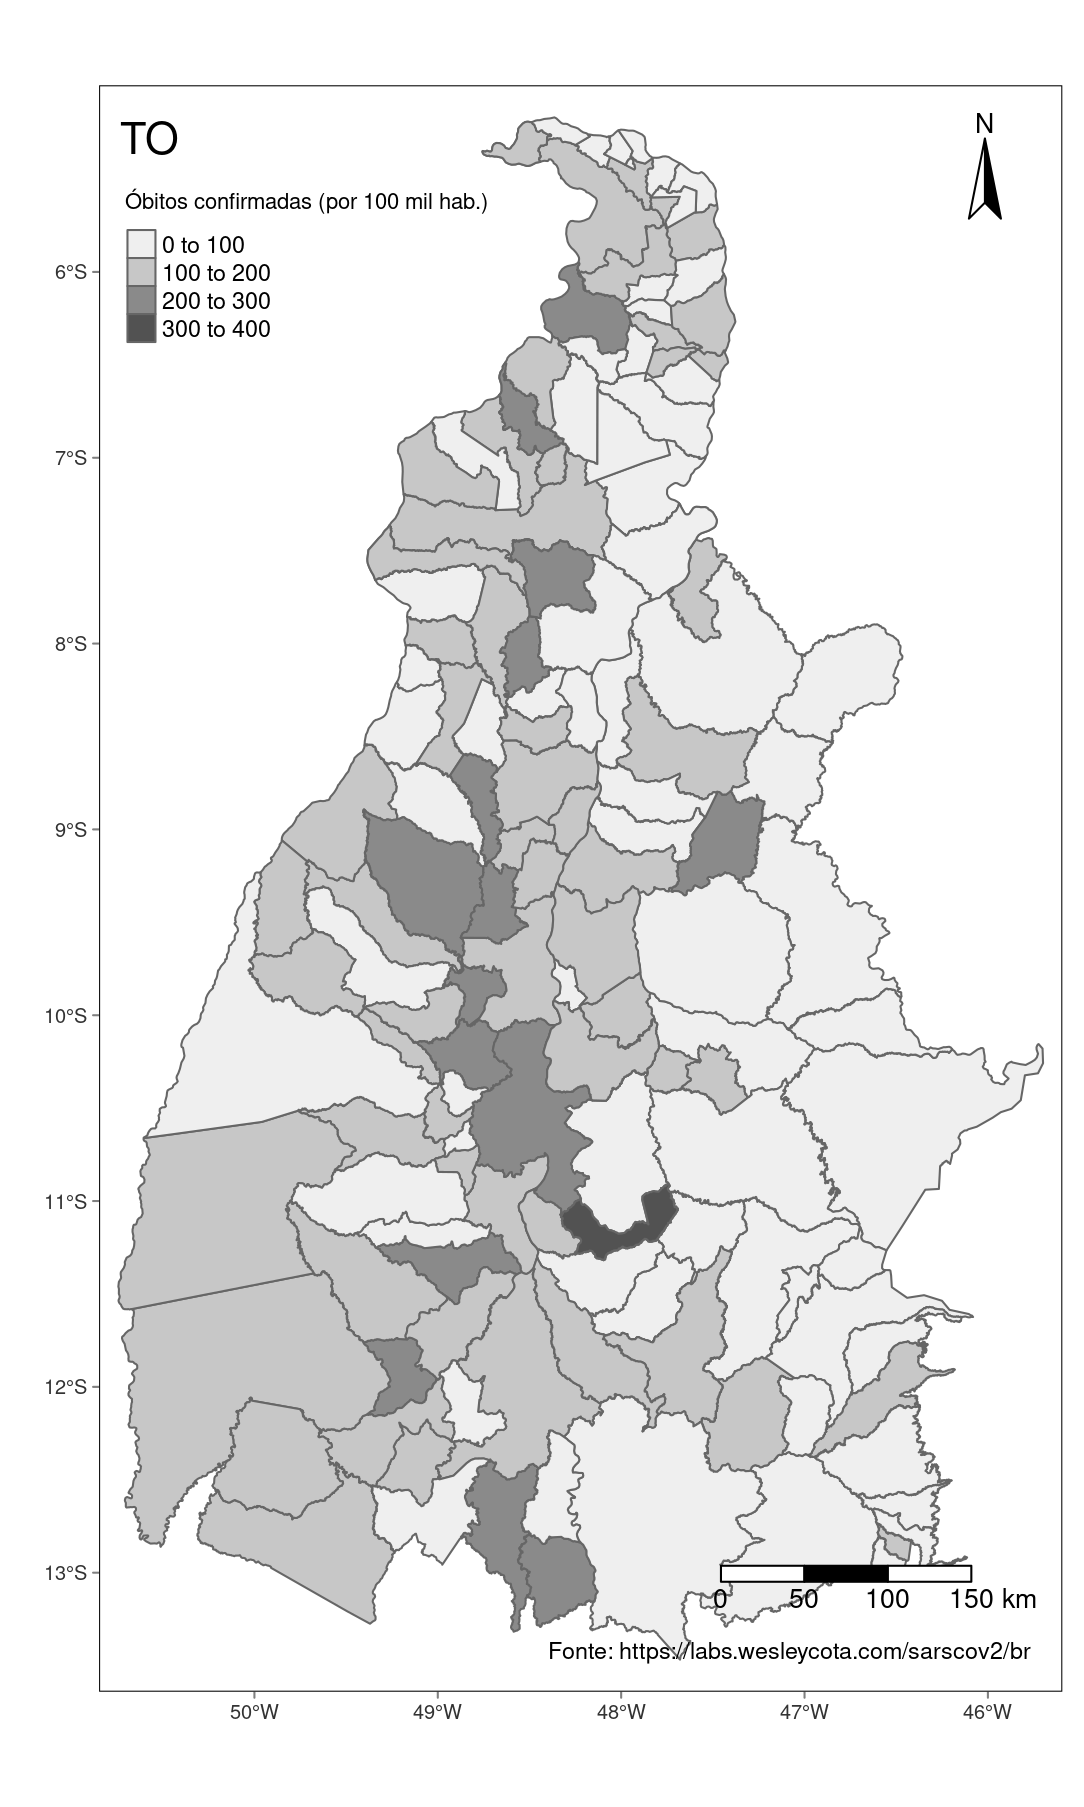 TO
N
Óbitos confirmadas (por 100 mil hab.)
0 to 100
100 to 200
200 to 300
300 to 400
6°S
7°S
8°S
9°S
10°S
11°S
12°S
13°S
0 50 100 150 km
Fonte: https://labs.wesleycota.com/sarscov2/br
50°W 49°W 48°W 47°W 46°W